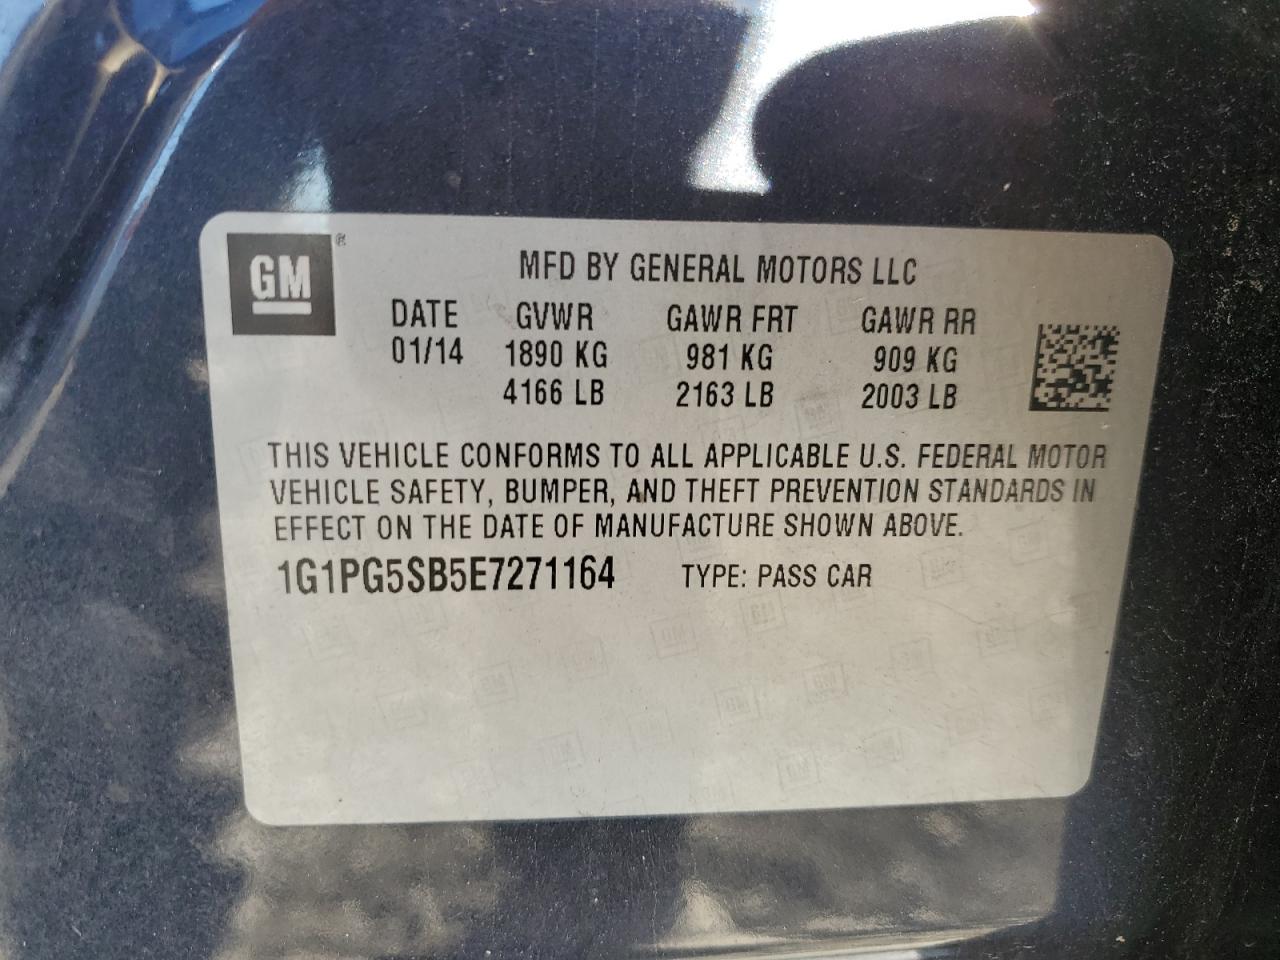 GM ®
MFD BY GENERAL MOTORS LLC
DATE GVWR GAWR FRT GAWR RR
01/14 1890 KG 981 KG 909 KG
4166 LB 2163 LB 2003 LB
THIS VEHICLE CONFORMS TO ALL APPLICABLE U.S. FEDERAL MOTOR
VEHICLE SAFETY, BUMPER, AND THEFT PREVENTION STANDARDS IN
EFFECT ON THE DATE OF MANUFACTURE SHOWN ABOVE.
1G1PG5SB5E7271164 TYPE: PASS CAR